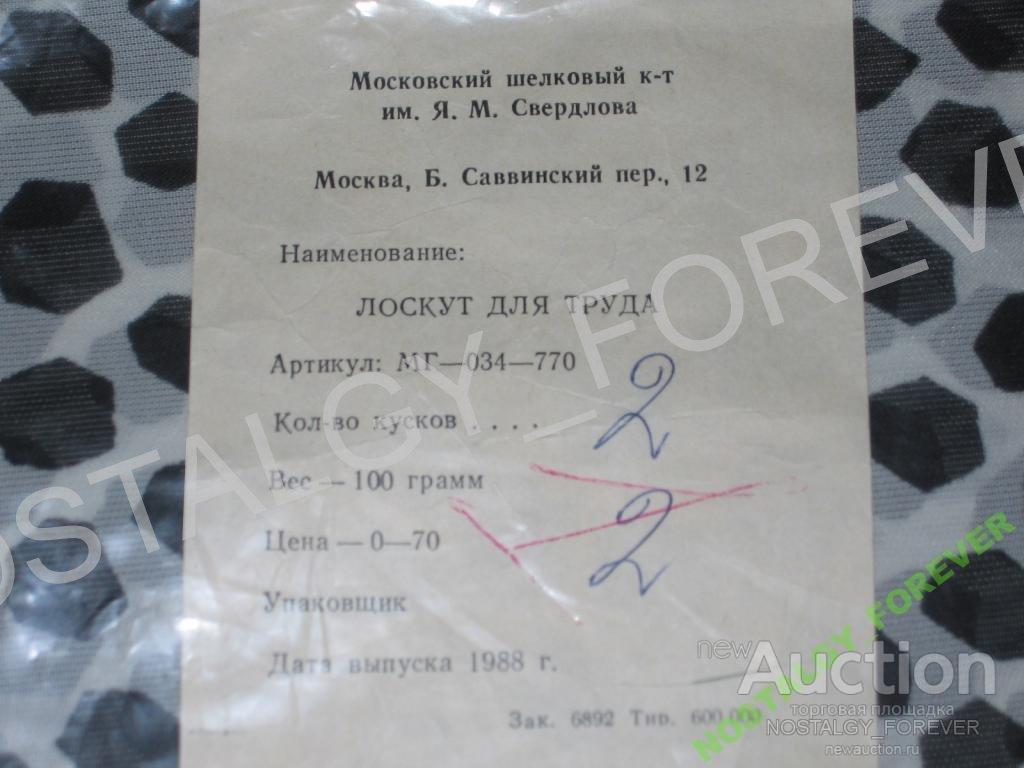 Московский шелковый к-т
им. Я. М. Свердлова
Москва, Б. Саввинский пер., 12
Наименование:
ЛОСКУТ ДЛЯ ТРУДА
Артикул: МГ—034—770
Кол-во кусков . . . . 2
Вес — 100 грамм
Цена — 0—70
2
Упаковщик
Дата выпуска 1988 г.
Зак. 6892 Тир. 600.000
NOSTALGY_FOREVER
NOSTALGY_FOREVER
newAuction
торговая площадка
NOSTALGY_FOREVER
newauction.ru